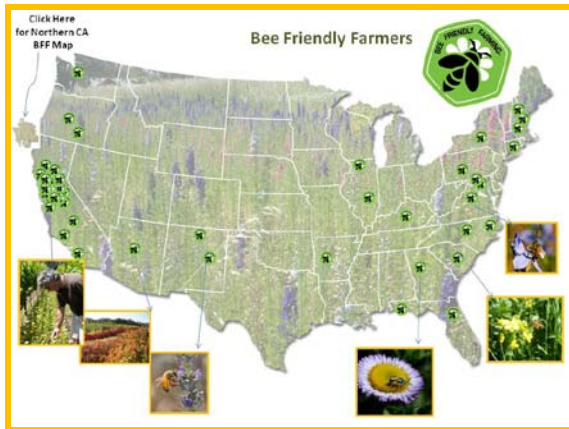 Click Here
for Northern CA
BFF Map
Bee Friendly Farmers
BEE FRIENDLY FARMING